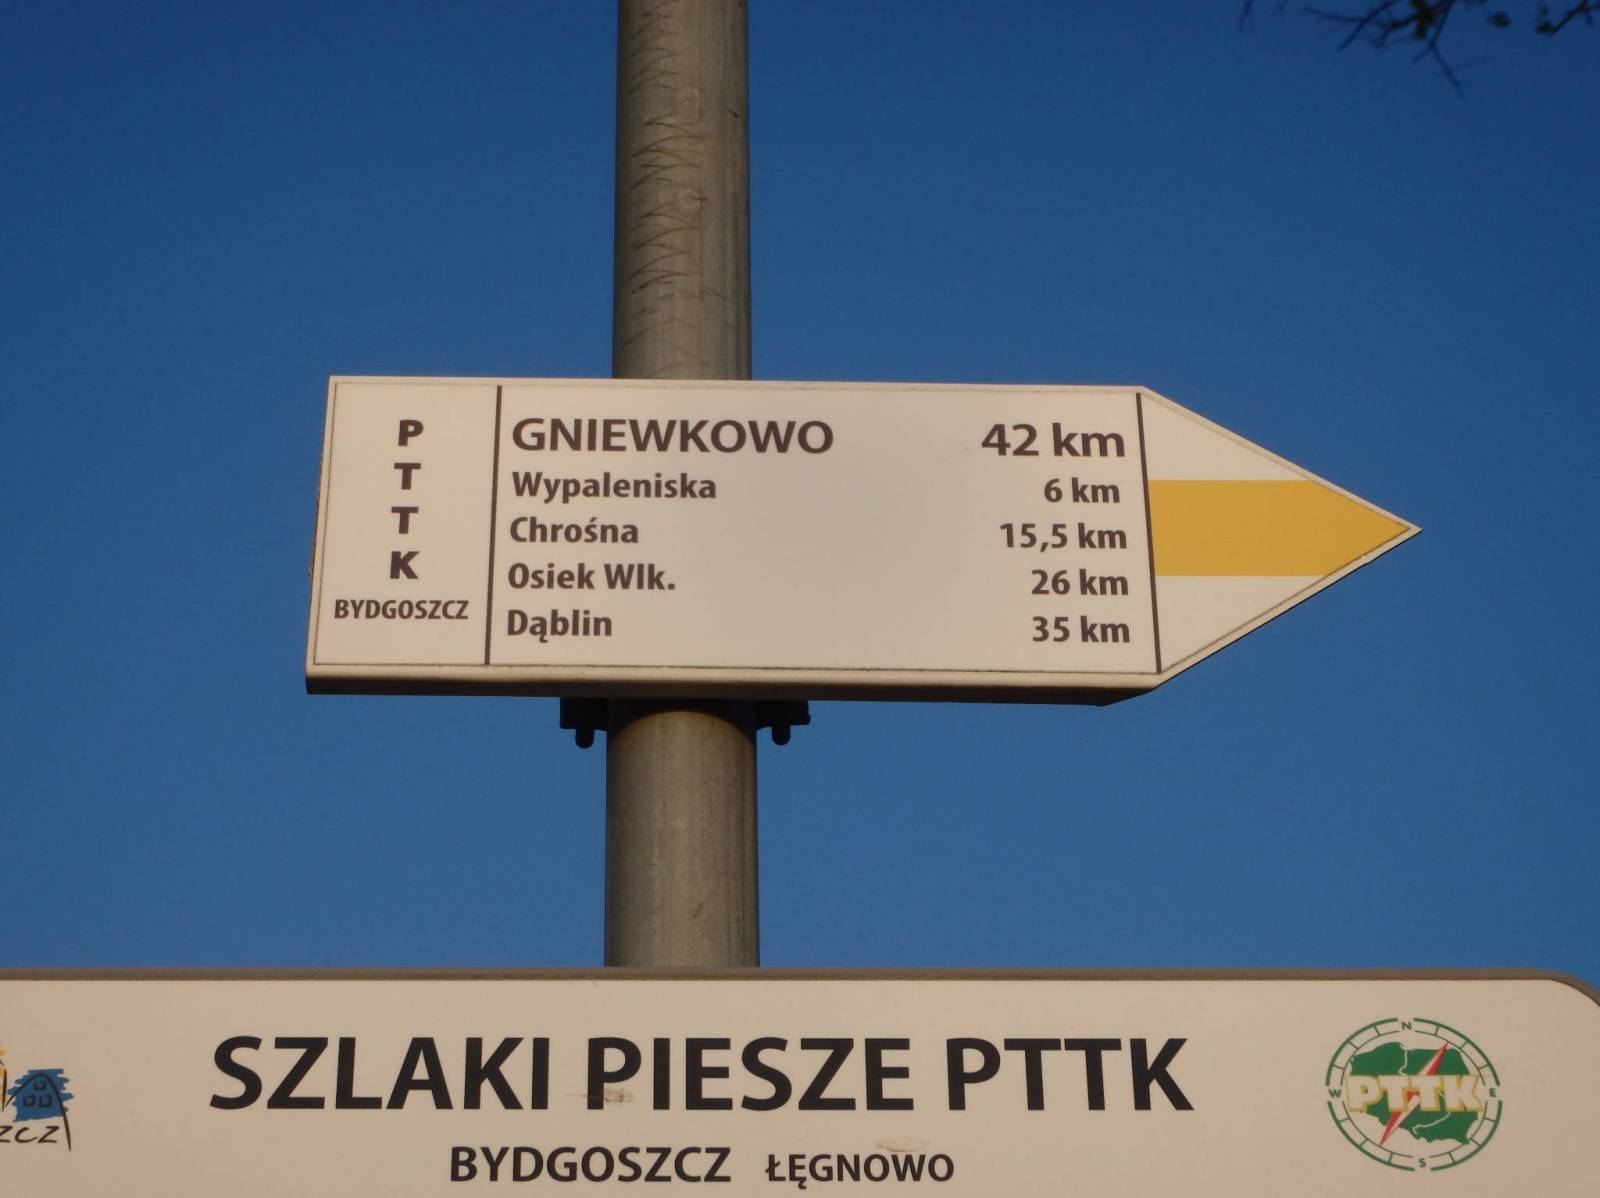 P
T
T
K
BYDGOSZCZ
GNIEWKOWO 42 km
Wypaleniska 6 km
Chrośna 15,5 km
Osiek Wlk. 26 km
Dąblin 35 km
SZLAKI PIESZE PTTK
BYDGOSZCZ ŁĘGNOWO
zcz
N
W PTTK E
S